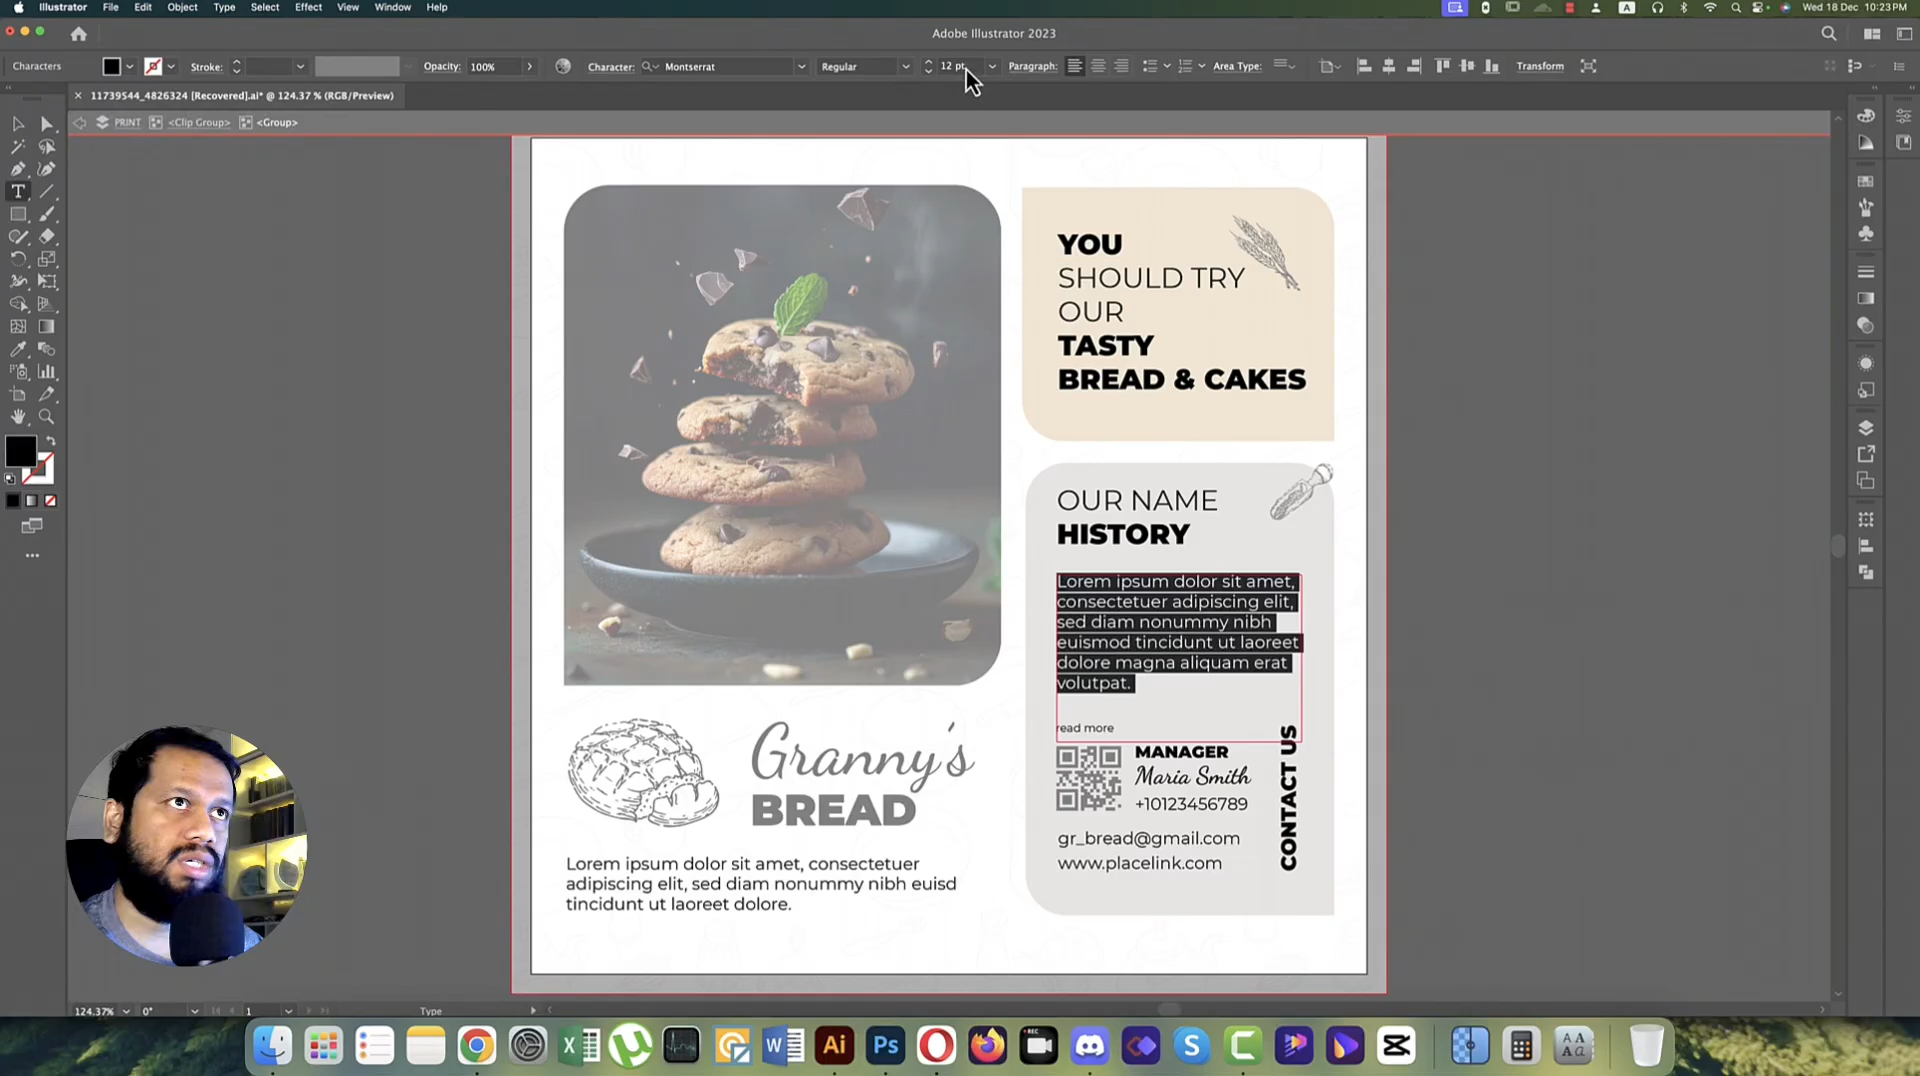 Illustrator File Edit Object Type Select Effect View Window Help
Wed 18 Dec 10:23 PM
Adobe Illustrator 2023
Characters Stroke: Opacity: 100% Character: Montserrat Regular 12 pt Paragraph: Area Type: Transform
11739544_4826324 [Recovered].ai* @ 124.37 % (RGB/Preview)
PRINT <Clip Group> <Group>
YOU
SHOULD TRY
OUR
TASTY
BREAD & CAKES
OUR NAME
HISTORY
Lorem ipsum dolor sit amet,
consectetuer adipiscing elit,
sed diam nonummy nibh
euismod tincidunt ut laoreet
dolore magna aliquam erat
volutpat.
read more
MANAGER
Maria Smith
+10123456789
gr_bread@gmail.com
www.placelink.com
CONTACT US
Granny's
BREAD
Lorem ipsum dolor sit amet, consectetuer
adipiscing elit, sed diam nonummy nibh euisd
tincidunt ut laoreet dolore.
124.37% 0° 1 Type